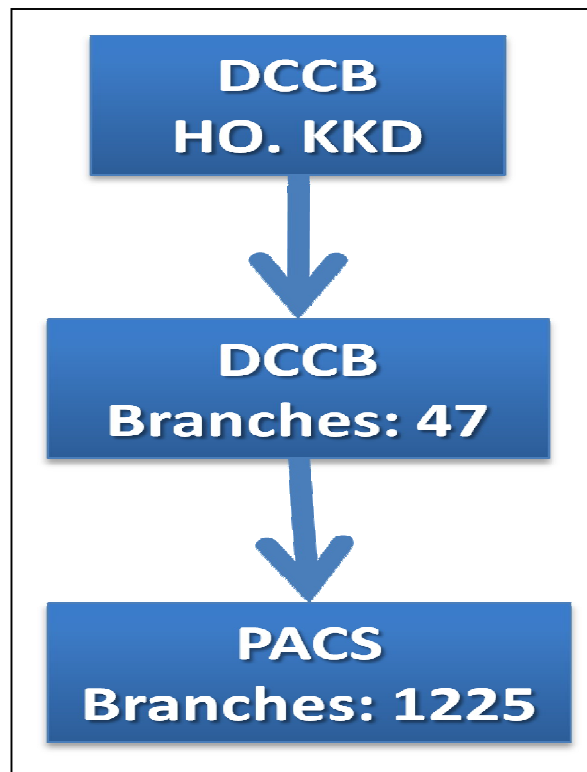 DCCB
HO. KKD
DCCB
Branches: 47
PACS
Branches: 1225